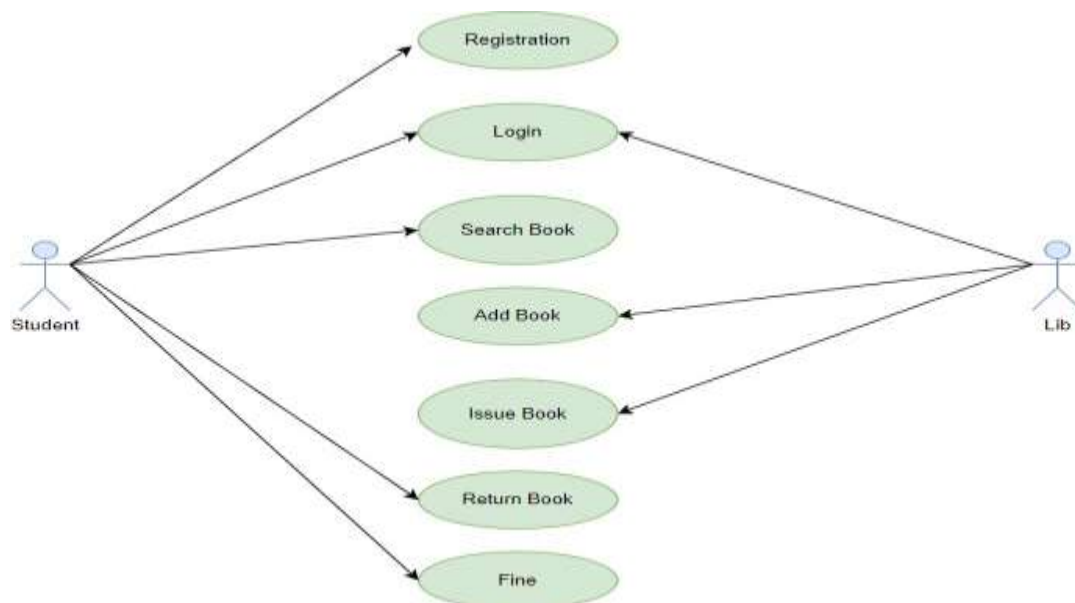 Registration
Login
Search Book
Student
Add Book
Lib
Issue Book
Return Book
Fine